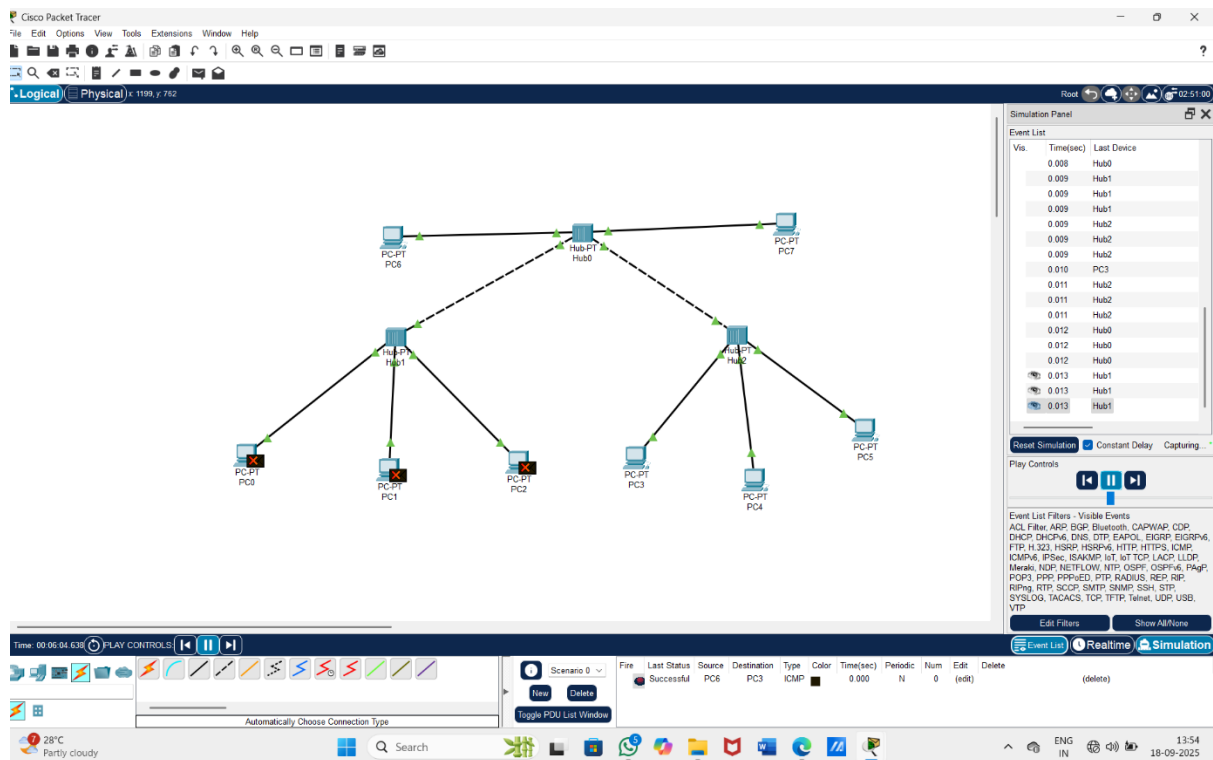 Cisco Packet Tracer
File Edit Options View Tools Extensions Window Help
?
Logical Physical x: 1199, y: 762 Root 02:51:00
Simulation Panel
Event List
Vis. Time(sec) Last Device
0.008 Hub0
0.009 Hub1
0.009 Hub1
0.009 Hub1
0.009 Hub2
0.009 Hub2
0.009 Hub2
0.010 PC3
0.011 Hub2
0.011 Hub2
0.011 Hub2
0.012 Hub0
0.012 Hub0
0.012 Hub0
0.013 Hub1
0.013 Hub1
0.013 Hub1
Reset Simulation Constant Delay Capturing...
Play Controls
Event List Filters - Visible Events
ACL Filter, ARP, BGP, Bluetooth, CAPWAP, CDP,
DHCP, DHCPv6, DNS, DTP, EAPOL, EIGRP, EIGRPv6,
FTP, H.323, HSRP, HSRPv6, HTTP, HTTPS, ICMP,
ICMPv6, IPSec, ISAKMP, IoT, IoT TCP, LACP, LLDP,
Meraki, NDP, NETFLOW, NTP, OSPF, OSPFv6, PAgP,
POP3, PPP, PPPoED, PTP, RADIUS, REP, RIP,
RIPng, RTP, SCCP, SMTP, SNMP, SSH, STP,
SYSLOG, TACACS, TCP, TFTP, Telnet, UDP, USB,
VTP
Edit Filters Show All/None
PC-PT
PC6
Hub-PT
Hub0
PC-PT
PC7
Hub-PT
Hub1
Hub-PT
Hub2
PC-PT
PC0
PC-PT
PC1
PC-PT
PC2
PC-PT
PC3
PC-PT
PC4
PC-PT
PC5
Time: 00:06:04.638 PLAY CONTROLS: Event List Realtime Simulation
Scenario 0
New Delete
Toggle PDU List Window
Fire Last Status Source Destination Type Color Time(sec) Periodic Num Edit Delete
Successful PC6 PC3 ICMP 0.000 N 0 (edit) (delete)
Automatically Choose Connection Type
7 28°C
Partly cloudy
Search
5
ENG
IN
13:54
18-09-2025